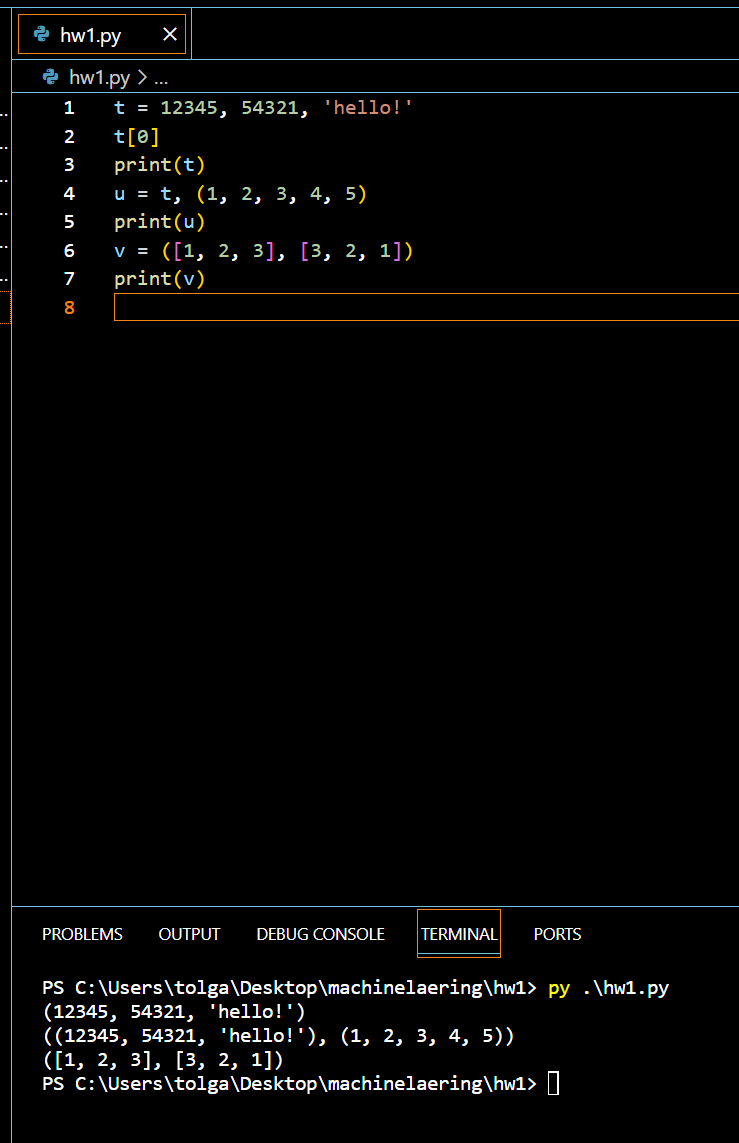 hw1.py
hw1.py > ...
1 t = 12345, 54321, 'hello!'
2 t[0]
3 print(t)
4 u = t, (1, 2, 3, 4, 5)
5 print(u)
6 v = ([1, 2, 3], [3, 2, 1])
7 print(v)
8
PROBLEMS OUTPUT DEBUG CONSOLE TERMINAL PORTS
PS C:\Users\tolga\Desktop\machinelaering\hw1> py .\hw1.py
(12345, 54321, 'hello!')
((12345, 54321, 'hello!'), (1, 2, 3, 4, 5))
([1, 2, 3], [3, 2, 1])
PS C:\Users\tolga\Desktop\machinelaering\hw1>